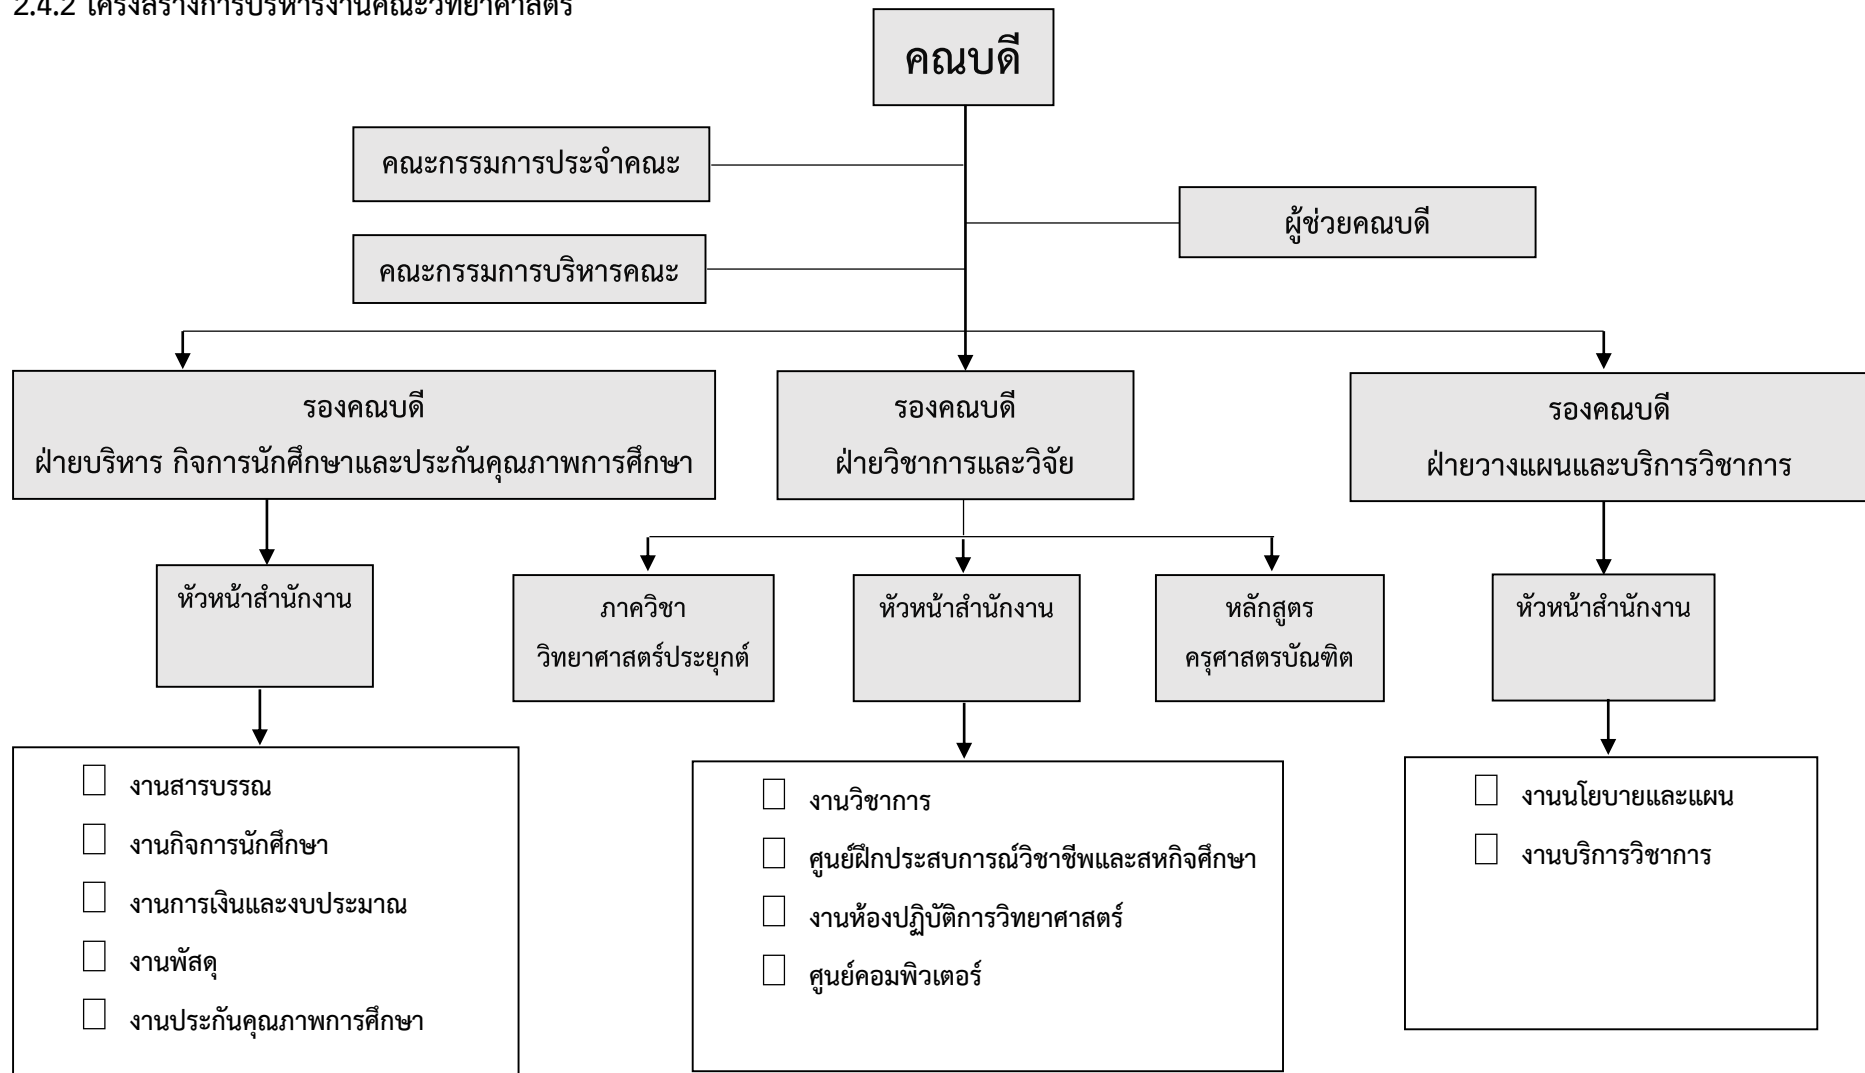 2.4.2 โครงสร้างการบริหารงานคณะวิทยาศาสตร์
คณบดี
คณะกรรมการประจำคณะ
ผู้ช่วยคณบดี
คณะกรรมการบริหารคณะ
รองคณบดี
ฝ่ายบริหาร กิจการนักศึกษาและประกันคุณภาพการศึกษา
รองคณบดี
ฝ่ายวิชาการและวิจัย
รองคณบดี
ฝ่ายวางแผนและบริการวิชาการ
หัวหน้าสำนักงาน
ภาควิชา
วิทยาศาสตร์ประยุกต์
หัวหน้าสำนักงาน
หลักสูตร
ครุศาสตรบัณฑิต
หัวหน้าสำนักงาน
งานสารบรรณ
งานกิจการนักศึกษา
งานการเงินและงบประมาณ
งานพัสดุ
งานประกันคุณภาพการศึกษา
งานวิชาการ
ศูนย์ฝึกประสบการณ์วิชาชีพและสหกิจศึกษา
งานห้องปฏิบัติการวิทยาศาสตร์
ศูนย์คอมพิวเตอร์
งานนโยบายและแผน
งานบริการวิชาการ